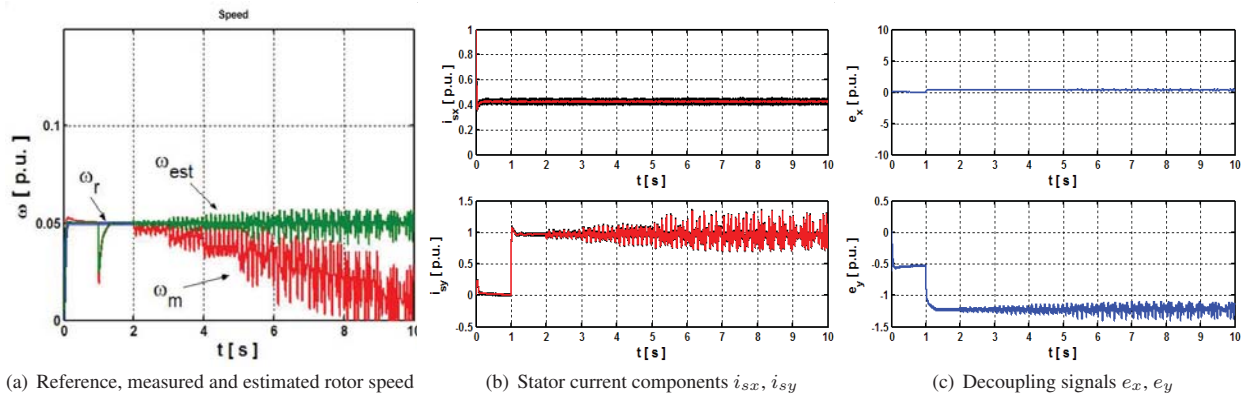 Speed
ω [ p.u. ]
0.15
0.05
0
ω_r
ω_est
ω_m
0 2 4 6 8 10
t [ s ]
(a) Reference, measured and estimated rotor speed
i_sx [ p.u. ]
1
0.8
0.6
0.4
0.2
0
0 1 2 3 4 5 6 7 8 9 10
t [ s ]
i_sy [ p.u. ]
1.5
1
0.5
0
-0.5
0 1 2 3 4 5 6 7 8 9 10
t [ s ]
(b) Stator current components i_sx, i_sy
e_x [ p.u. ]
10
5
0
-5
-10
0 1 2 3 4 5 6 7 8 9 10
t [ s ]
e_y [ p.u. ]
0.5
0
-0.5
-1
-1.5
0 1 2 3 4 5 6 7 8 9 10
t [ s ]
(c) Decoupling signals e_x, e_y